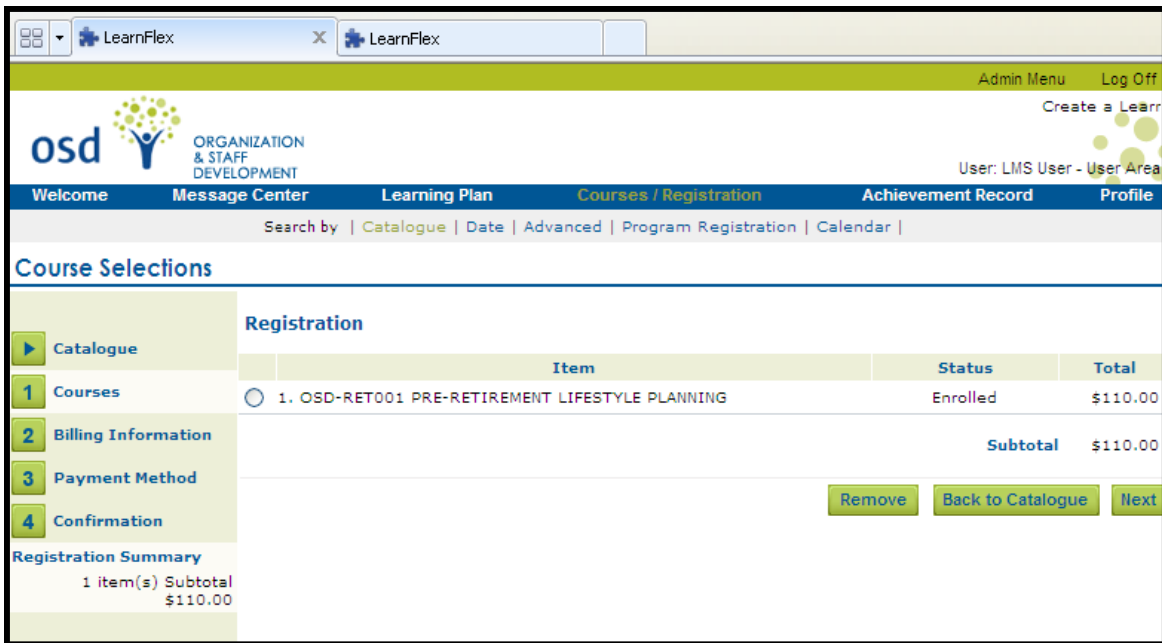 LearnFlex X LearnFlex
Admin Menu Log Off
Create a Learr
osd ORGANIZATION
& STAFF
DEVELOPMENT
User: LMS User - User Area
Welcome Message Center Learning Plan Courses / Registration Achievement Record Profile
Search by | Catalogue | Date | Advanced | Program Registration | Calendar |
Course Selections
Catalogue
1 Courses
2 Billing Information
3 Payment Method
4 Confirmation
Registration Summary
1 item(s) Subtotal
$110.00
Registration
Item Status Total
1. OSD-RET001 PRE-RETIREMENT LIFESTYLE PLANNING Enrolled $110.00
Subtotal $110.00
Remove Back to Catalogue Next